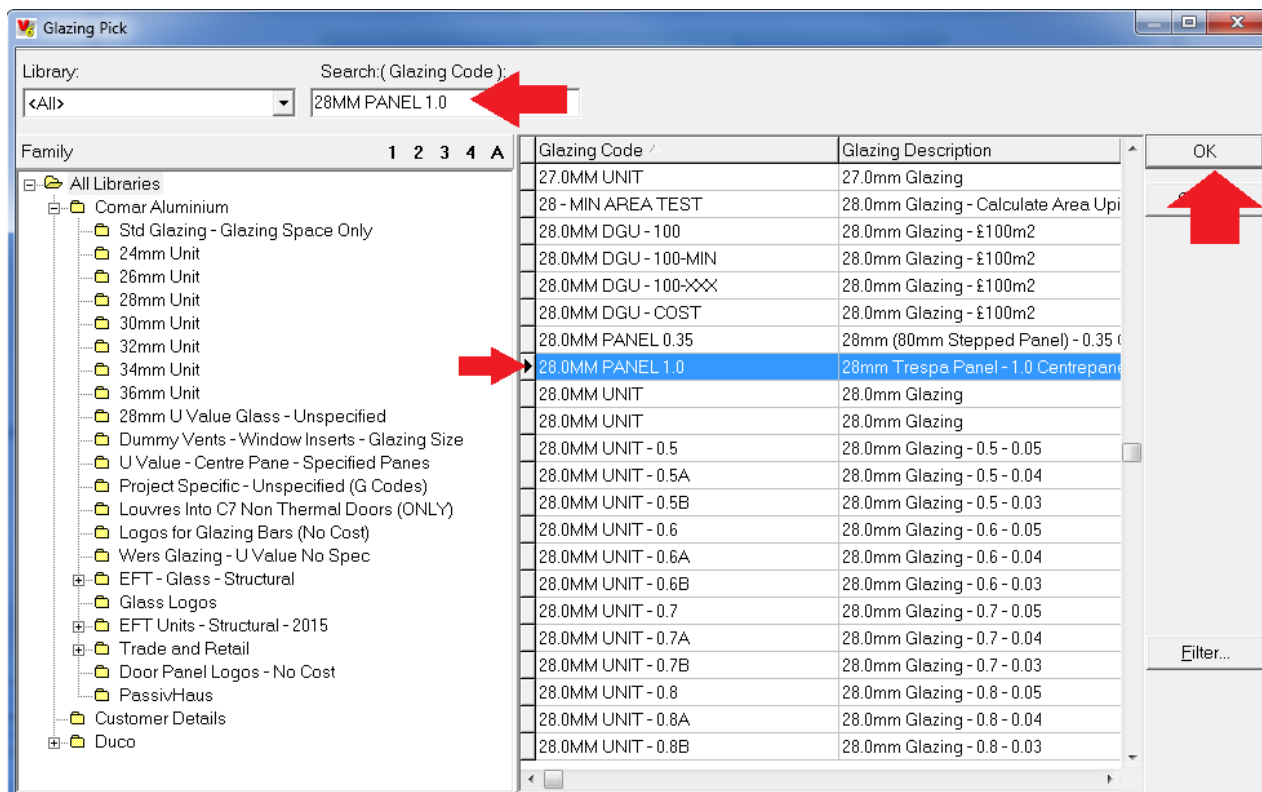 Glazing Pick
Library:
Search:( Glazing Code ):
<All>
28MM PANEL 1.0
Family 1 2 3 4 A
All Libraries
Comar Aluminium
Std Glazing - Glazing Space Only
24mm Unit
26mm Unit
28mm Unit
30mm Unit
32mm Unit
34mm Unit
36mm Unit
28mm U Value Glass - Unspecified
Dummy Vents - Window Inserts - Glazing Size
U Value - Centre Pane - Specified Panes
Project Specific - Unspecified (G Codes)
Louvres Into C7 Non Thermal Doors (ONLY)
Logos for Glazing Bars (No Cost)
Wers Glazing - U Value No Spec
EFT - Glass - Structural
Glass Logos
EFT Units - Structural - 2015
Trade and Retail
Door Panel Logos - No Cost
PassivHaus
Customer Details
Duco
Glazing Code Glazing Description
27.0MM UNIT 27.0mm Glazing
28 - MIN AREA TEST 28.0mm Glazing - Calculate Area Upi
28.0MM DGU - 100 28.0mm Glazing - £100m2
28.0MM DGU - 100-MIN 28.0mm Glazing - £100m2
28.0MM DGU - 100-XXX 28.0mm Glazing - £100m2
28.0MM DGU - COST 28.0mm Glazing - £100m2
28.0MM PANEL 0.35 28mm (80mm Stepped Panel) - 0.35
28.0MM PANEL 1.0 28mm Trespa Panel - 1.0 Centrepane
28.0MM UNIT 28.0mm Glazing
28.0MM UNIT 28.0mm Glazing
28.0MM UNIT - 0.5 28.0mm Glazing - 0.5 - 0.05
28.0MM UNIT - 0.5A 28.0mm Glazing - 0.5 - 0.04
28.0MM UNIT - 0.5B 28.0mm Glazing - 0.5 - 0.03
28.0MM UNIT - 0.6 28.0mm Glazing - 0.6 - 0.05
28.0MM UNIT - 0.6A 28.0mm Glazing - 0.6 - 0.04
28.0MM UNIT - 0.6B 28.0mm Glazing - 0.6 - 0.03
28.0MM UNIT - 0.7 28.0mm Glazing - 0.7 - 0.05
28.0MM UNIT - 0.7A 28.0mm Glazing - 0.7 - 0.04
28.0MM UNIT - 0.7B 28.0mm Glazing - 0.7 - 0.03
28.0MM UNIT - 0.8 28.0mm Glazing - 0.8 - 0.05
28.0MM UNIT - 0.8A 28.0mm Glazing - 0.8 - 0.04
28.0MM UNIT - 0.8B 28.0mm Glazing - 0.8 - 0.03
OK
Filter...